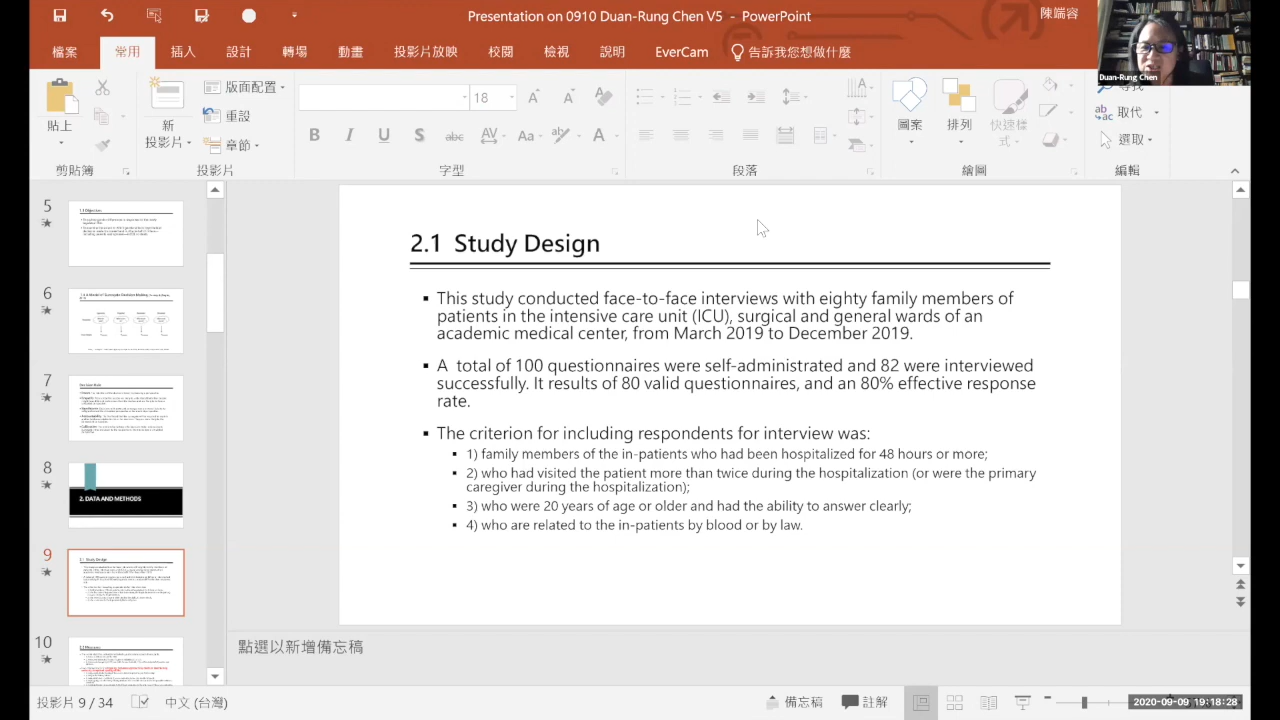 Presentation on 0910 Duan-Rung Chen V5 - PowerPoint
陳端容
檔案 常用 插入 設計 轉場 動畫 投影片放映 校閱 檢視 說明 EverCam 告訴我您想做什麼
Duan-Rung Chen
貼上
新
投影片
版面配置
重設
章節
18
B I U S abc AV Aa A
圖案
排列
快速樣
式
尋找
取代
選取
剪貼簿 投影片 字型 段落 繪圖 編輯
5
6
7
8
2. DATA AND METHODS
9
2.1 Study Design
10
2.1 Study Design
▪ This study conducted face-to-face interviews with eighty family members of
patients in the intensive care unit (ICU), surgical and general wards of an
academic medical center, from March 2019 to December 2019.
▪ A total of 100 questionnaires were self-administrated and 82 were interviewed
successfully. It results of 80 valid questionnaires, and an 80% effective response
rate.
▪ The criterion for including respondents for interview was:
▪ 1) family members of the in-patients who had been hospitalized for 48 hours or more;
▪ 2) who had visited the patient more than twice during the hospitalization (or were the primary
caregiver during the hospitalization);
▪ 3) who were 20 years of age or older and had the ability to answer clearly;
▪ 4) who are related to the in-patients by blood or by law.
點選以新增備忘稿
投影片 9 / 34 中文 (台灣) 備忘稿 註解
2020-09-09 19:18:28